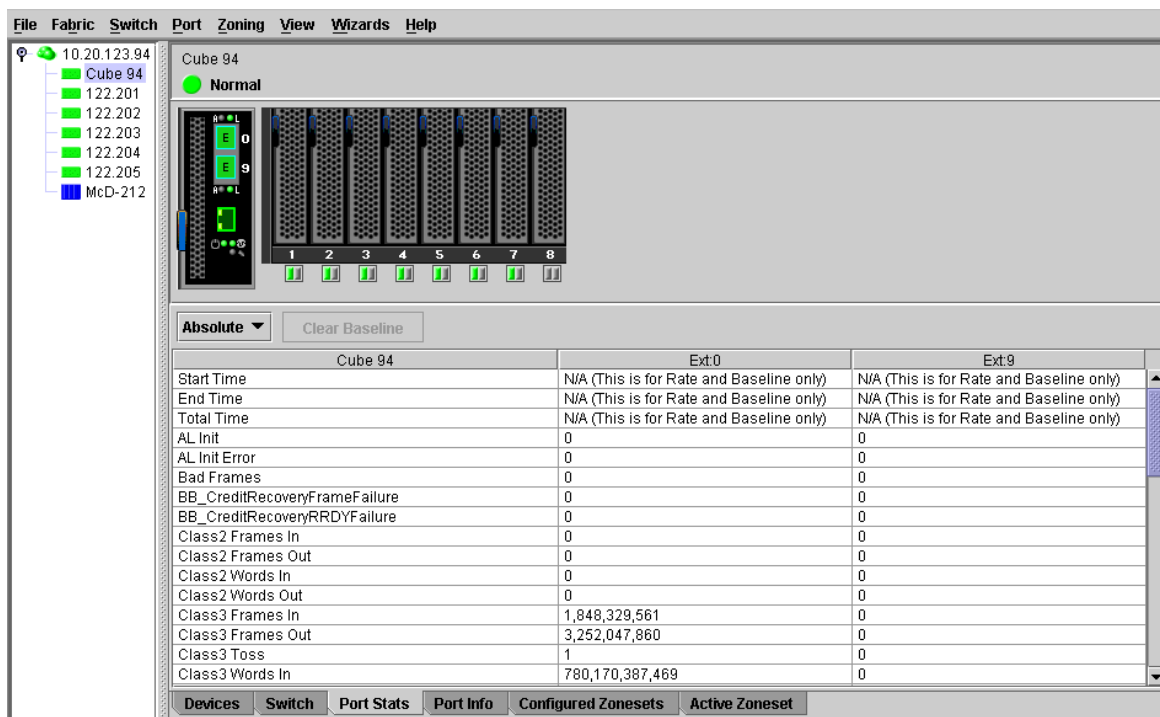 File Fabric Switch Port Zoning View Wizards Help
10.20.123.94
Cube 94
122.201
122.202
122.203
122.204
122.205
McD-212
Cube 94
Normal
A L
E 0
E 9
A L
1 2 3 4 5 6 7 8
Absolute Clear Baseline
Cube 94 Ext:0 Ext:9
Start Time N/A (This is for Rate and Baseline only) N/A (This is for Rate and Baseline only)
End Time N/A (This is for Rate and Baseline only) N/A (This is for Rate and Baseline only)
Total Time N/A (This is for Rate and Baseline only) N/A (This is for Rate and Baseline only)
AL Init 0 0
AL Init Error 0 0
Bad Frames 0 0
BB_CreditRecoveryFrameFailure 0 0
BB_CreditRecoveryRRDYFailure 0 0
Class2 Frames In 0 0
Class2 Frames Out 0 0
Class2 Words In 0 0
Class2 Words Out 0 0
Class3 Frames In 1,848,329,561 0
Class3 Frames Out 3,252,047,860 0
Class3 Toss 1 0
Class3 Words In 780,170,387,469 0
Devices Switch Port Stats Port Info Configured Zonesets Active Zoneset